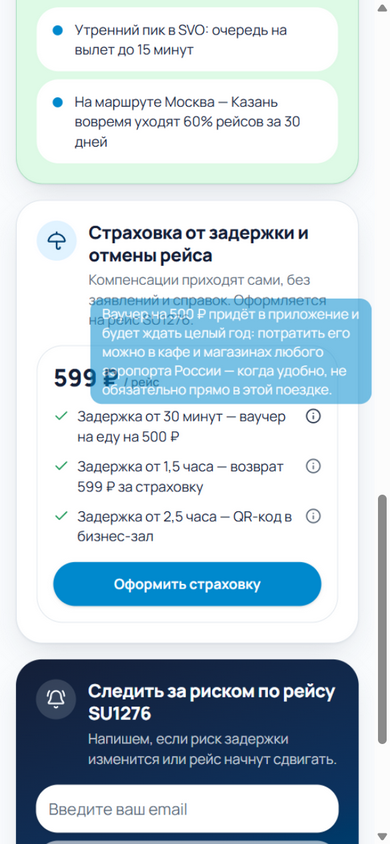 Утренний пик в SVO: очередь на
вылет до 15 минут
На маршруте Москва — Казань
вовремя уходят 60% рейсов за 30
дней
Страховка от задержки и
отмены рейса
Компенсации приходят сами, без
заявлений и справок. Оформляется
на рейс SU1276.
Ваучер на 500 ₽ придёт в приложение и
будет ждать целый год: потратить его
можно в кафе и магазинах любого
аэропорта России — когда удобно, не
обязательно прямо в этой поездке.
599 ₽ / рейс
Задержка от 30 минут — ваучер
на еду на 500 ₽
Задержка от 1,5 часа — возврат
599 ₽ за страховку
Задержка от 2,5 часа — QR-код в
бизнес-зал
Оформить страховку
Следить за риском по рейсу
SU1276
Напишем, если риск задержки
изменится или рейс начнут сдвигать.
Введите ваш email